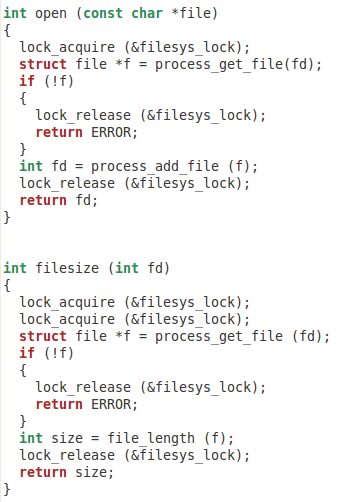 int open (const char *file)
{
  lock_acquire (&filesys_lock);
  struct file *f = process_get_file(fd);
  if (!f)
  {
    lock_release (&filesys_lock);
    return ERROR;
  }
  int fd = process_add_file (f);
  lock_release (&filesys_lock);
  return fd;
}
int filesize (int fd)
{
  lock_acquire (&filesys_lock);
  lock_acquire (&filesys_lock);
  struct file *f = process_get_file (fd);
  if (!f)
  {
    lock_release (&filesys_lock);
    return ERROR;
  }
  int size = file_length (f);
  lock_release (&filesys_lock);
  return size;
}